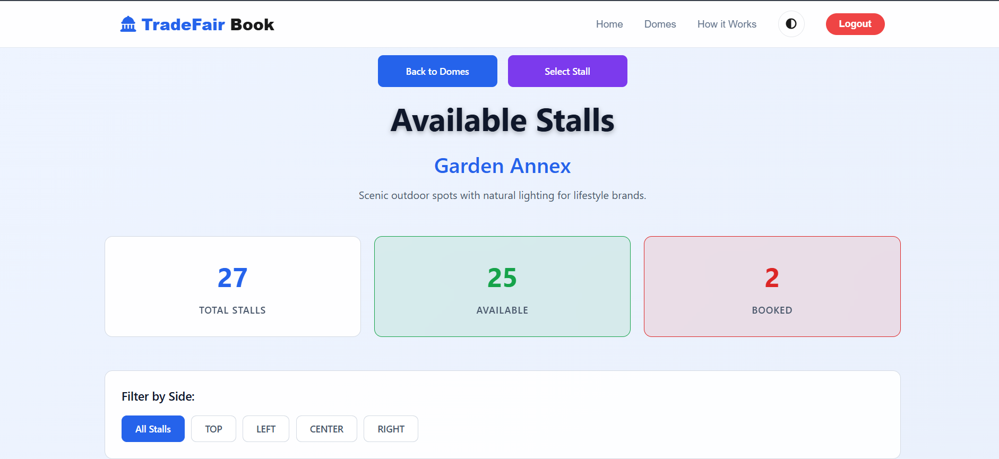 TradeFair Book
Home
Domes
How it Works
Logout
Back to Domes
Select Stall
Available Stalls
Garden Annex
Scenic outdoor spots with natural lighting for lifestyle brands.
27
TOTAL STALLS
25
AVAILABLE
2
BOOKED
Filter by Side:
All Stalls
TOP
LEFT
CENTER
RIGHT